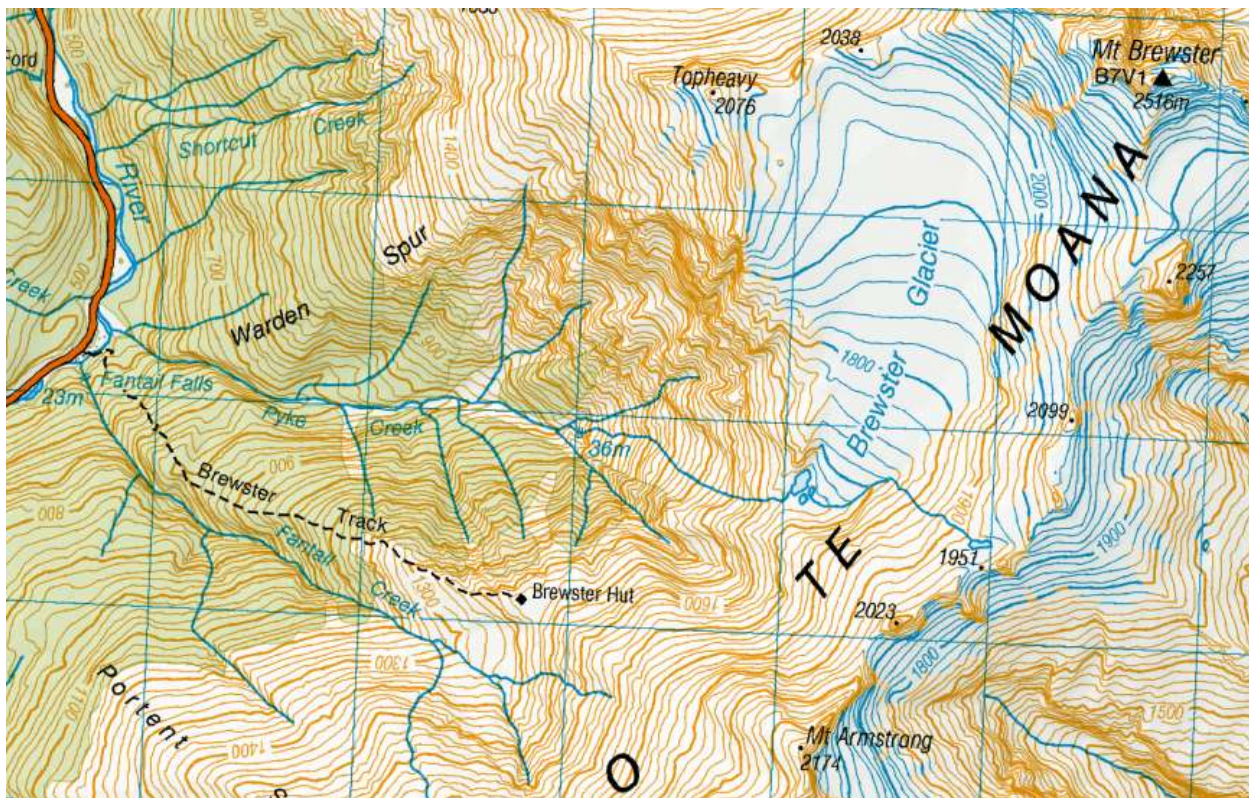 500
Ford
2038
Mt Brewster
B7V1
2516m
Topheavy
2076
Shortcut Creek
1400
River
2000
MOANA
Spur
700
Glacier
2257
500
Creek
Warden
900
1800
Fantail Falls
23m
Pyke Creek
Brewster
2099
36m
900
Brewster Track
1900
800
Fantail Creek
1900
TE
1951
Brewster Hut
1300
1600
2023
1300
1800
Portent
1100
1500
1400
Mt Armstrong
2174
O